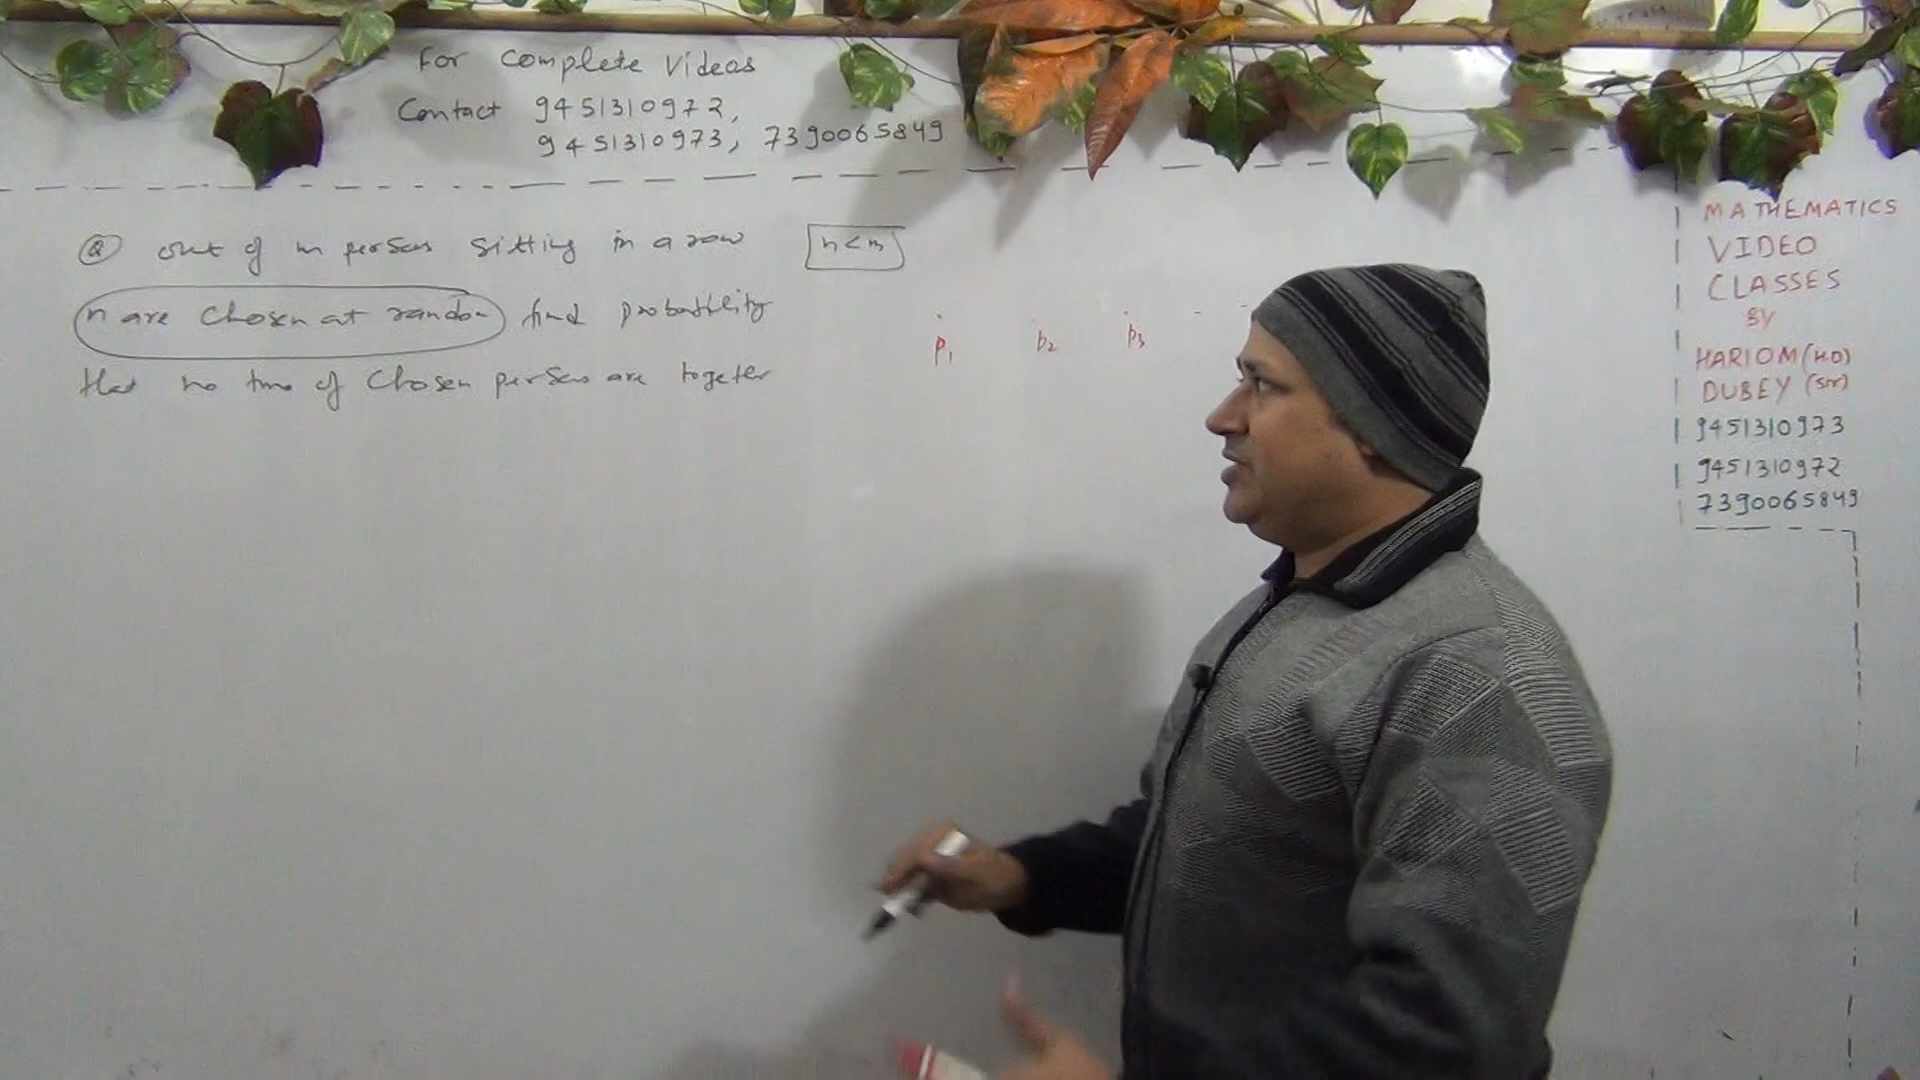 For complete Videos
Contact 9451310972,
9451310973, 7390065849
Q out of m persons sitting in a row n<m
n are chosen at random find probability
that no two of chosen persons are together
p1 p2 p3
MATHEMATICS
VIDEO
CLASSES
BY
HARIOM (H.D)
DUBEY (Sir)
9451310973
9451310972
7390065849